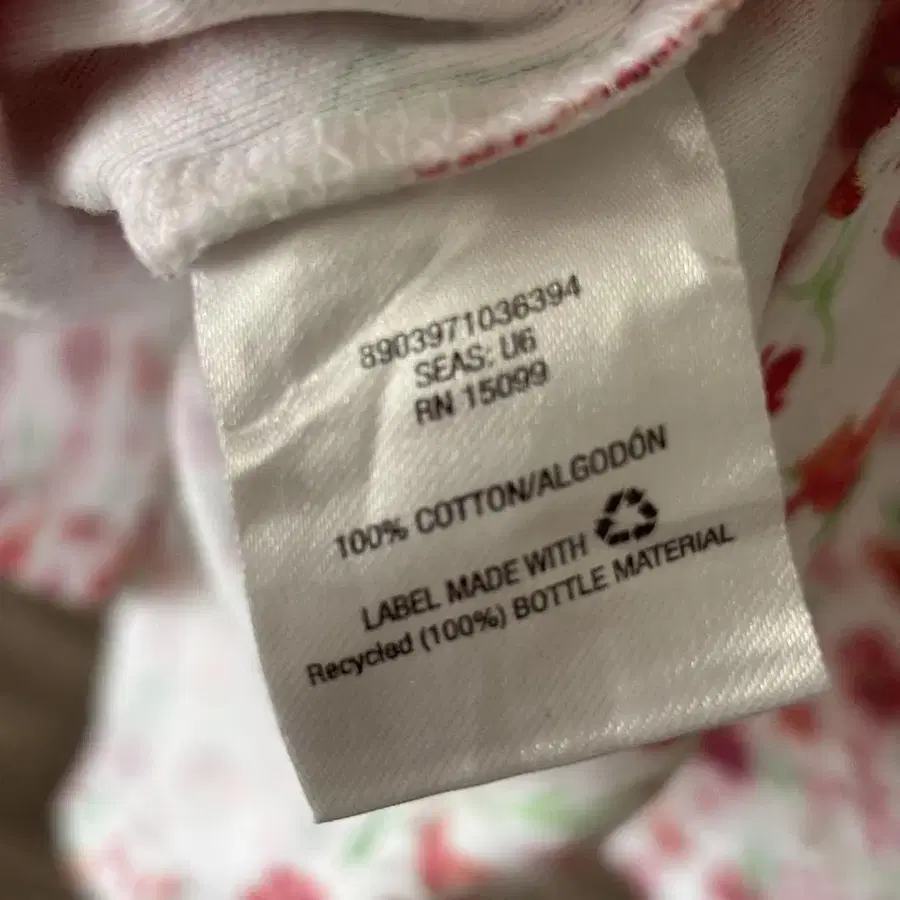 8903971036394
SEAS: U6
RN 15099
100% COTTON/ALGODÓN
LABEL MADE WITH
Recycled (100%) BOTTLE MATERIAL